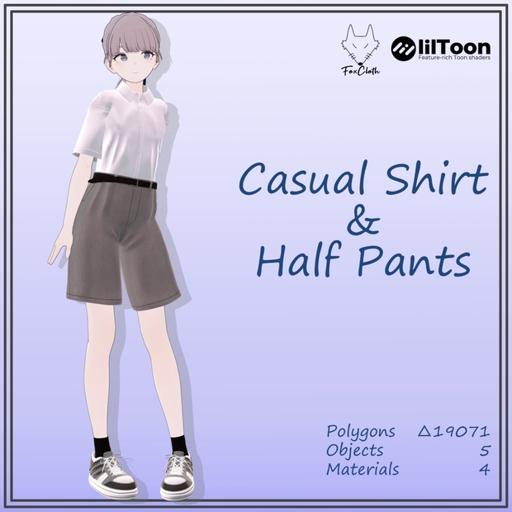 FoxCloth
lilToon
Feature-rich Toon shaders
Casual Shirt
&
Half Pants
Polygons △19071
Objects 5
Materials 4